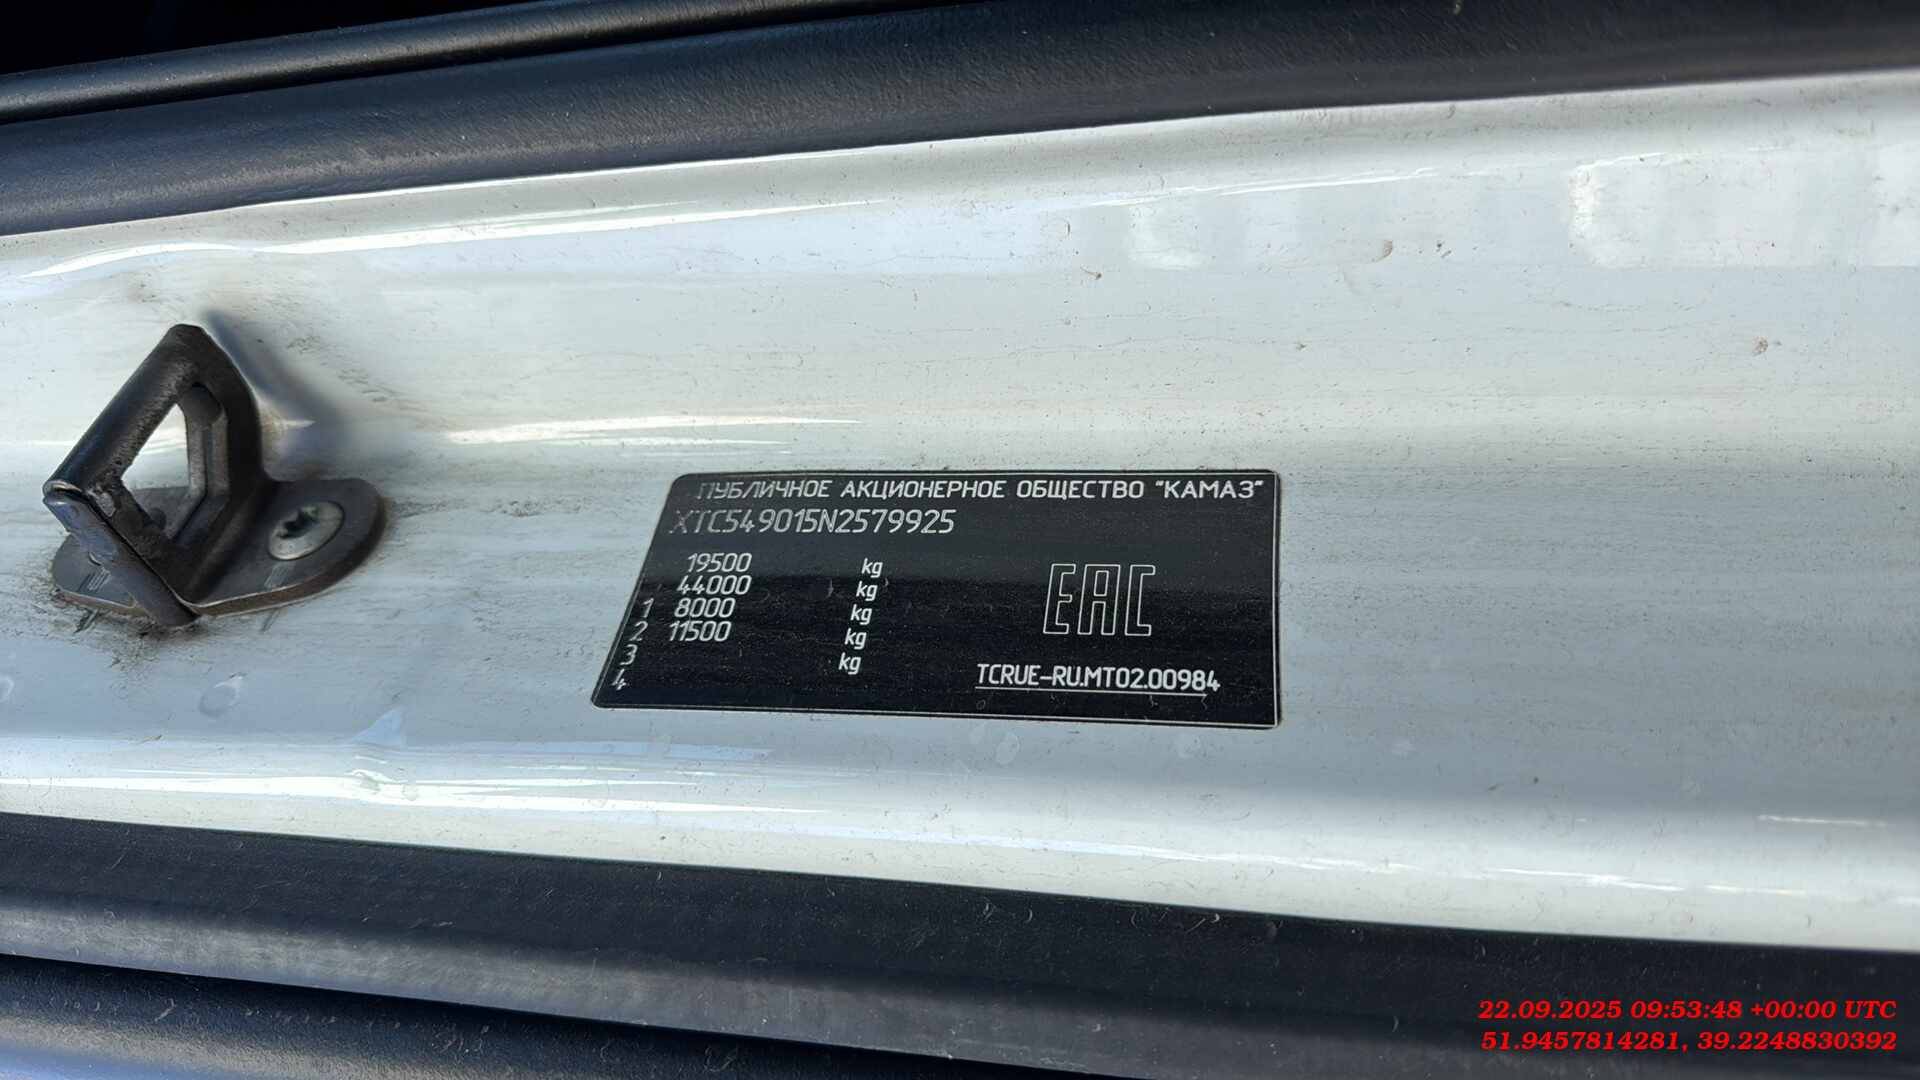 ПУБЛИЧНОЕ АКЦИОНЕРНОЕ ОБЩЕСТВО "КАМАЗ"
XTC549015N2579925
19500 kg
44000 kg
1 8000 kg
2 11500 kg
3 kg
4
EAC
TCRUE-RU.MT02.00984
22.09.2025 09:53:48 +00:00 UTC
51.9457814281, 39.2248830392